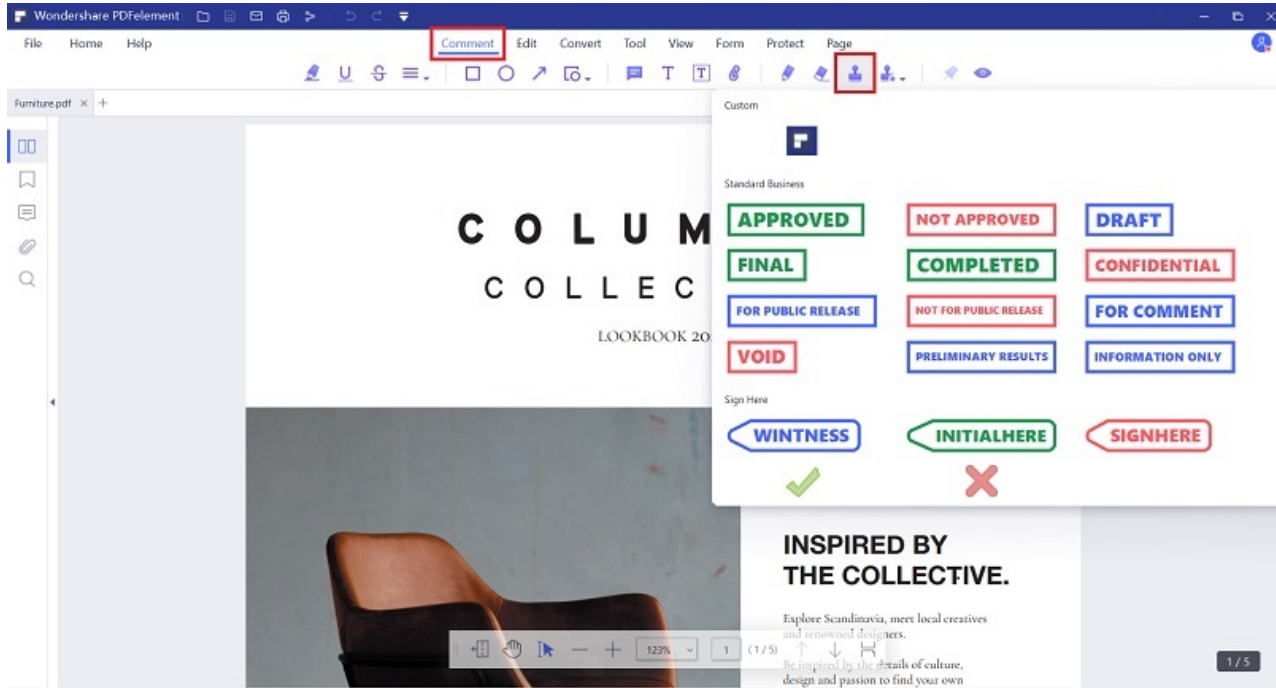 Wondershare PDFelement
File Home Help Comment Edit Convert Tool View Form Protect Page
Furniture.pdf × +
Custom
Standard Business
APPROVED NOT APPROVED DRAFT
FINAL COMPLETED CONFIDENTIAL
FOR PUBLIC RELEASE NOT FOR PUBLIC RELEASE FOR COMMENT
VOID PRELIMINARY RESULTS INFORMATION ONLY
Sign Here
WINTNESS INITIALHERE SIGNHERE
COLUM
COLLEC
LOOKBOOK 20
INSPIRED BY
THE COLLECTIVE.
Explore Scandinavia, meet local creatives
and renowned designers.
Be inspired by the details of culture,
design and passion to find your own
123% 1 (1/5)
1 / 5